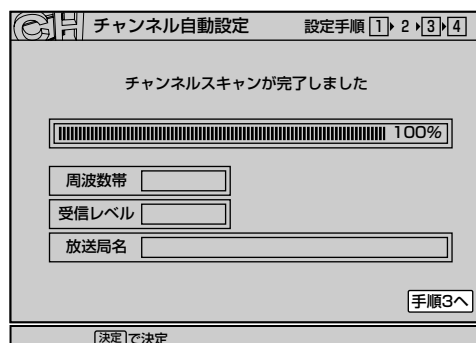 CH チャンネル自動設定 設定手順 1 2 3 4
チャンネルスキャンが完了しました
100%
周波数帯
受信レベル
放送局名
手順3へ
決定で決定